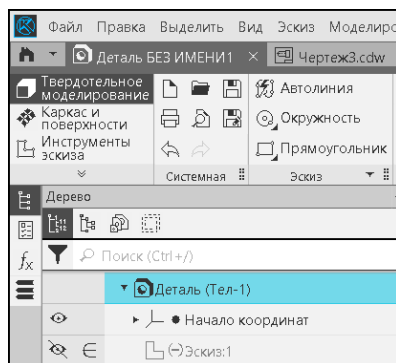 Файл Правка Выделить Вид Эскиз Моделиро
Деталь БЕЗ ИМЕНИ1 × Чертеж3.cdw
Твердотельное моделирование
Каркас и поверхности
Инструменты эскиза
Автолиния
Окружность
Прямоугольник
Системная Эскиз
Дерево
Поиск (Ctrl+/)
Деталь (Тел-1)
Начало координат
(-)Эскиз:1